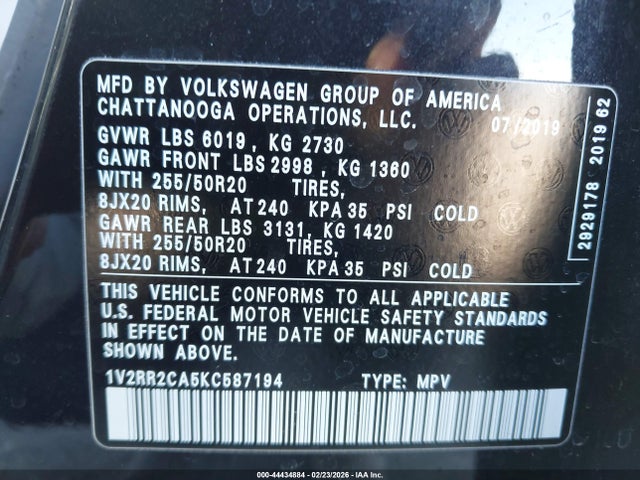 MFD BY VOLKSWAGEN GROUP OF AMERICA
CHATTANOOGA OPERATIONS, LLC. 07/2019
GVWR LBS 6019 , KG 2730
GAWR FRONT LBS 2998 , KG 1360
WITH 255/50R20 TIRES,
8JX20 RIMS, AT 240 KPA 35 PSI COLD
GAWR REAR LBS 3131, KG 1420
WITH 255/50R20 TIRES,
8JX20 RIMS, AT 240 KPA 35 PSI COLD
THIS VEHICLE CONFORMS TO ALL APPLICABLE
U.S. FEDERAL MOTOR VEHICLE SAFETY STANDARDS
IN EFFECT ON THE DATE OF MANUFACTURE
SHOWN ABOVE.
1V2RR2CA5KC587194 TYPE: MPV
2929178 2019 62
000-44434884 - 02/23/2026 - IAA Inc.